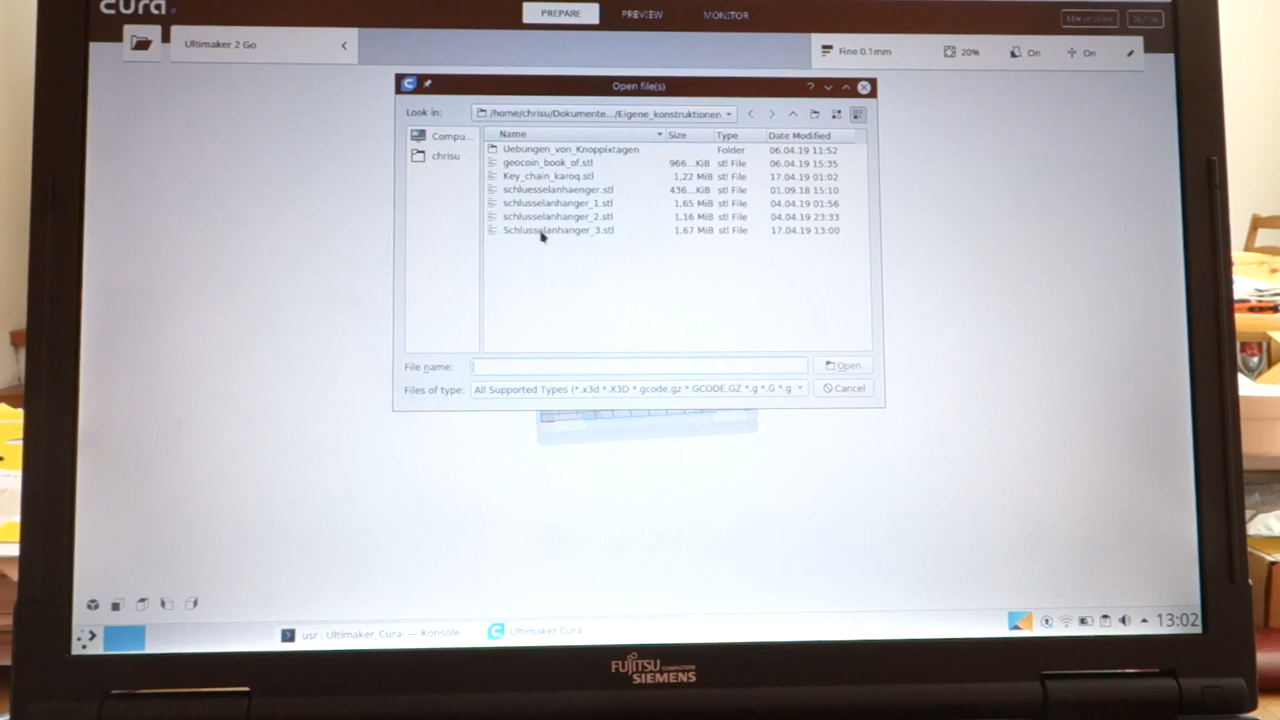 cura.
PREPARE PREVIEW MONITOR
Ultimaker 2 Go
Fine 0.1mm 20% On On
Open file(s)
Look in: /home/chrisu/Dokumente.../Eigene_konstruktionen
Compu...
chrisu
Name Size Type Date Modified
Uebungen_von_Knoppixtagen Folder 06.04.19 11:52
geocoin_book_of.stl 966...KiB stl File 06.04.19 15:35
Key_chain_karoq.stl 1,22 MiB stl File 17.04.19 01:02
schluesselanhaenger.stl 436...KiB stl File 01.09.18 15:10
schlusselanhanger_1.stl 1,65 MiB stl File 04.04.19 01:56
schlusselanhanger_2.stl 1,16 MiB stl File 04.04.19 23:33
Schlusselanhanger_3.stl 1,67 MiB stl File 17.04.19 13:00
File name: Open
Files of type: All Supported Types (*.x3d *.X3D *.gcode.gz *.GCODE.GZ *.g *.G *.g Cancel
usr : Ultimaker_Cura- — Konsole Ultimaker Cura 13:02
FUJITSU COMPUTERS
SIEMENS